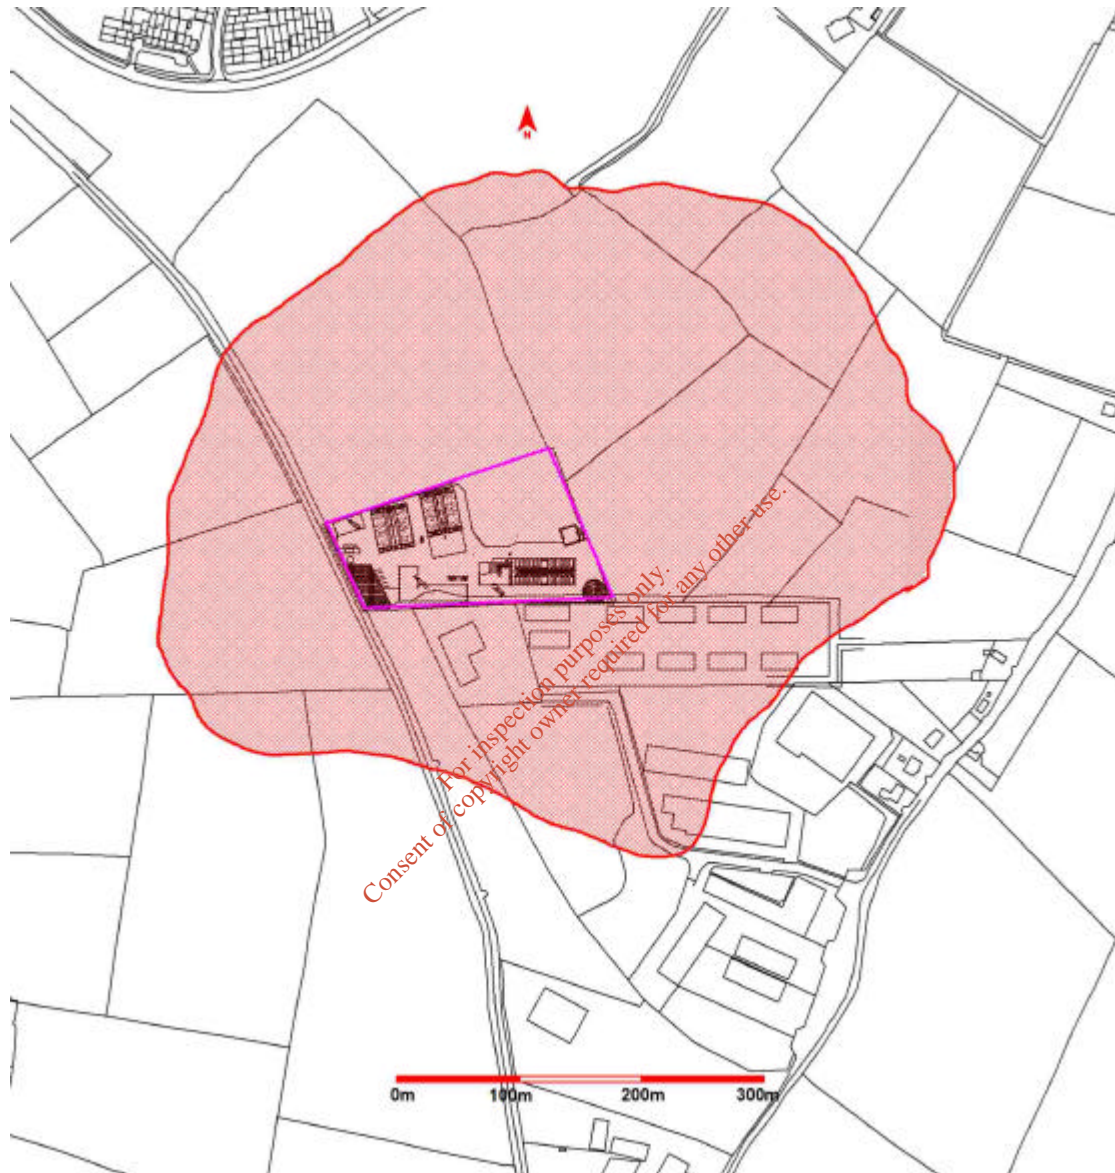 N
For inspection purposes only.
Consent of copyright owner required for any other use.
0m 100m 200m 300m